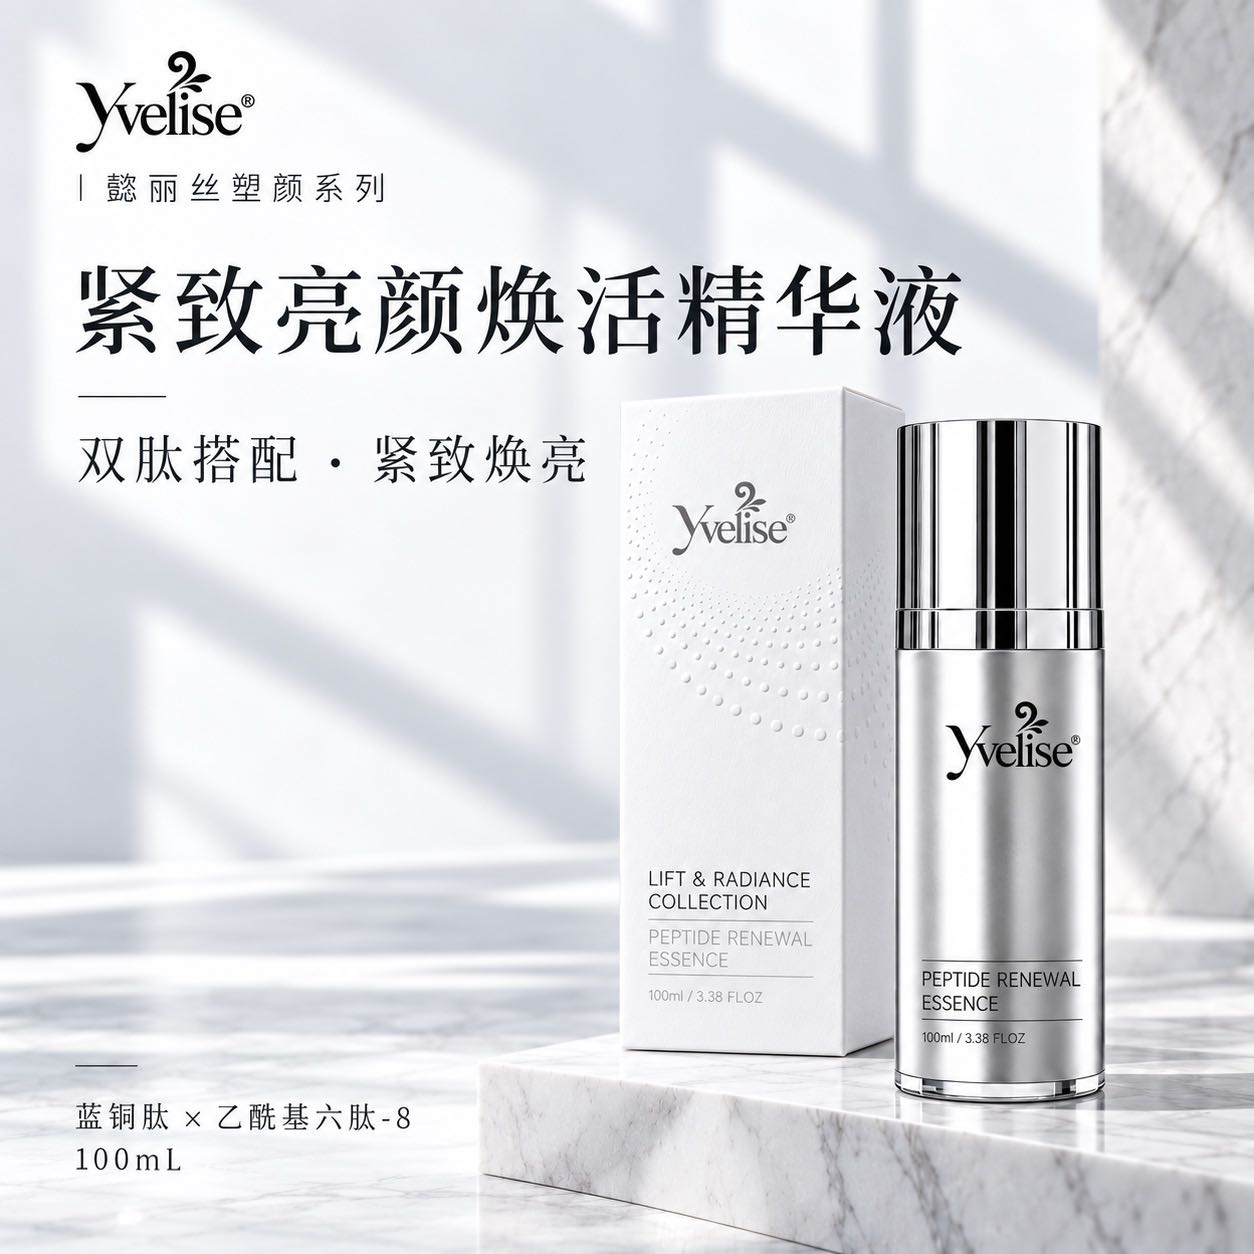 Yvelise®
懿丽丝塑颜系列
紧致亮颜焕活精华液
双肽搭配·紧致焕亮
Yvelise®
LIFT & RADIANCE
COLLECTION
PEPTIDE RENEWAL
ESSENCE
100ml / 3.38 FLOZ
Yvelise®
PEPTIDE RENEWAL
ESSENCE
100ml / 3.38 FLOZ
蓝铜肽×乙酰基六肽-8
100mL